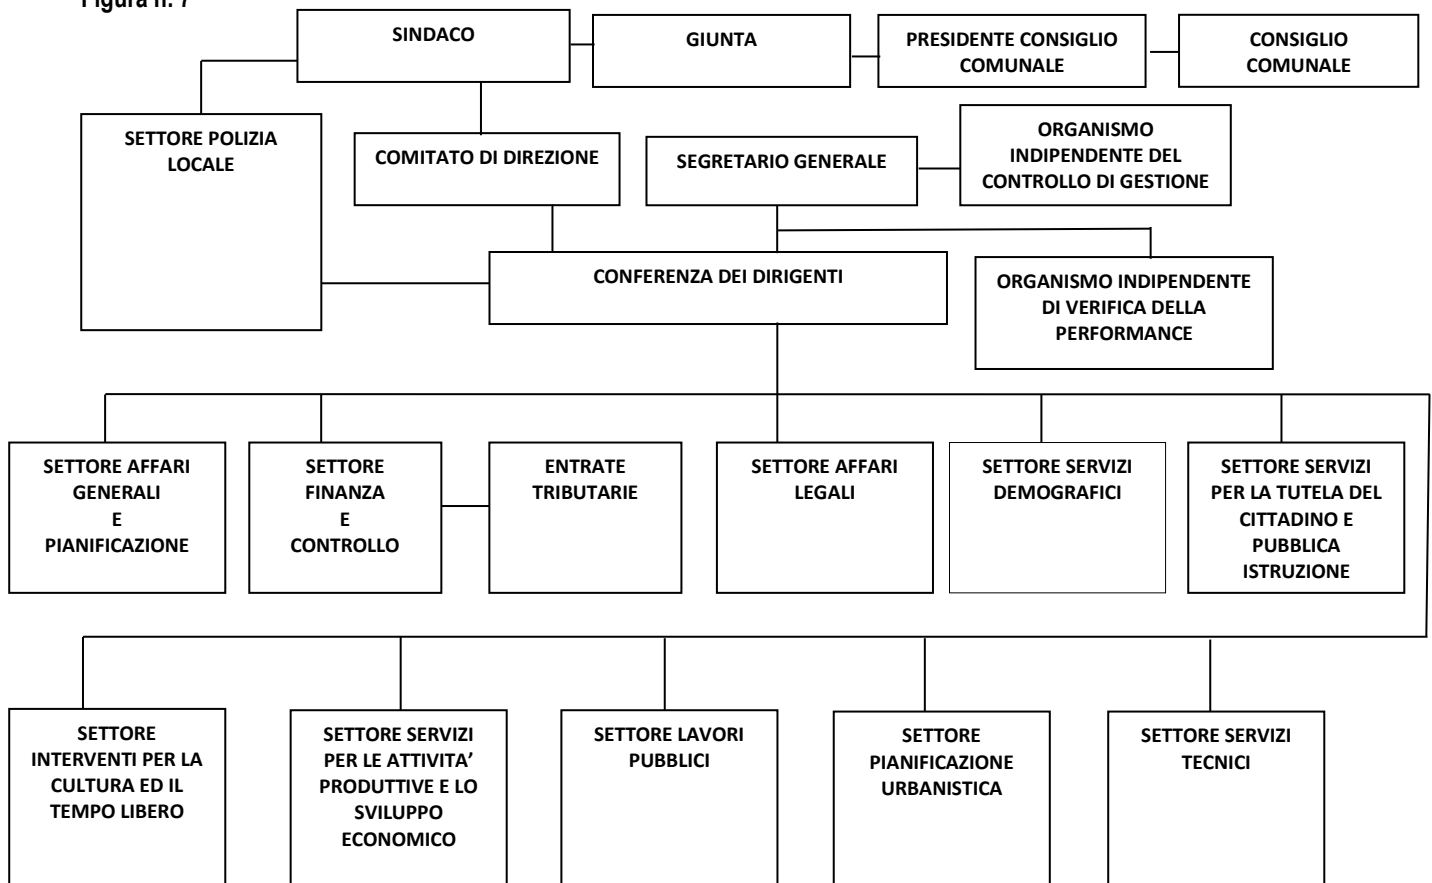 Figura n. 7
SINDACO
GIUNTA
PRESIDENTE CONSIGLIO
COMUNALE
CONSIGLIO
COMUNALE
SETTORE POLIZIA
LOCALE
COMITATO DI DIREZIONE
SEGRETARIO GENERALE
ORGANISMO
INDIPENDENTE DEL
CONTROLLO DI GESTIONE
CONFERENZA DEI DIRIGENTI
ORGANISMO INDIPENDENTE
DI VERIFICA DELLA
PERFORMANCE
SETTORE AFFARI
GENERALI
E
PIANIFICAZIONE
SETTORE
FINANZA
E
CONTROLLO
ENTRATE
TRIBUTARIE
SETTORE AFFARI
LEGALI
SETTORE SERVIZI
DEMOGRAFICI
SETTORE SERVIZI
PER LA TUTELA DEL
CITTADINO E
PUBBLICA
ISTRUZIONE
SETTORE
INTERVENTI PER LA
CULTURA ED IL
TEMPO LIBERO
SETTORE SERVIZI
PER LE ATTIVITA’
PRODUTTIVE E LO
SVILUPPO
ECONOMICO
SETTORE LAVORI
PUBBLICI
SETTORE
PIANIFICAZIONE
URBANISTICA
SETTORE SERVIZI
TECNICI